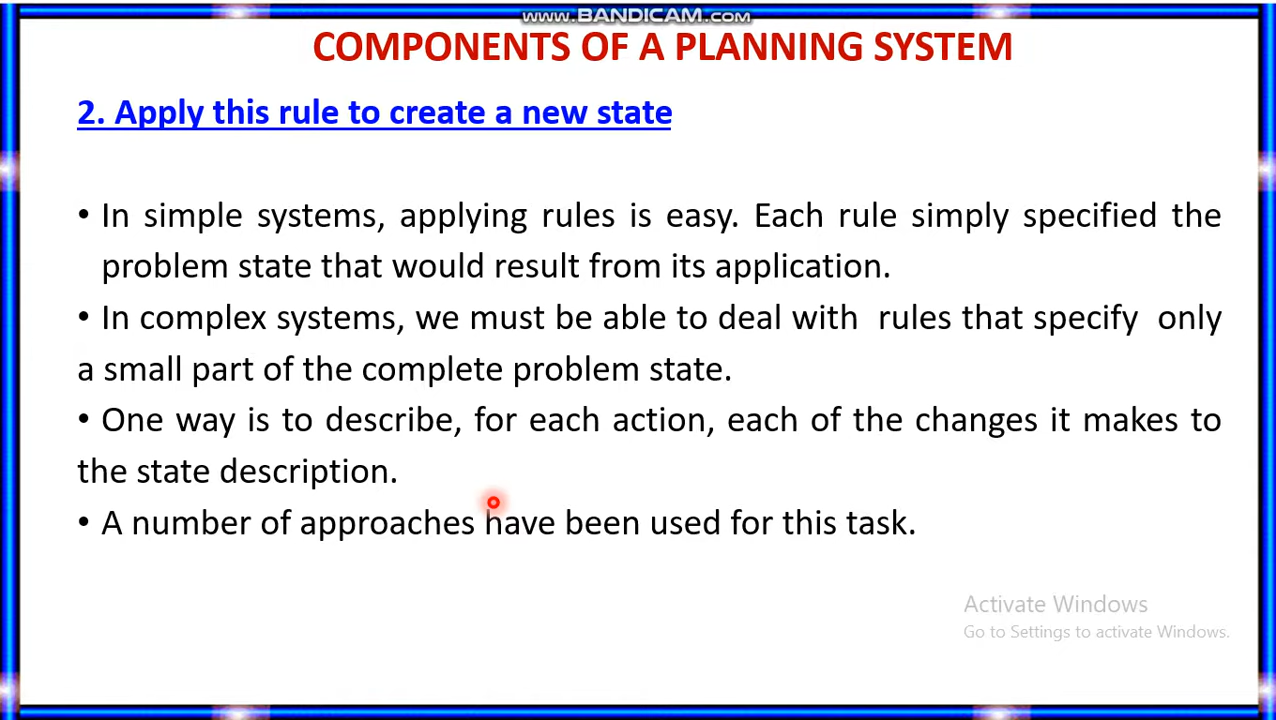 www.BANDICAM.com
COMPONENTS OF A PLANNING SYSTEM
2. Apply this rule to create a new state
• In simple systems, applying rules is easy. Each rule simply specified the
problem state that would result from its application.
• In complex systems, we must be able to deal with rules that specify only
a small part of the complete problem state.
• One way is to describe, for each action, each of the changes it makes to
the state description.
• A number of approaches have been used for this task.
Activate Windows
Go to Settings to activate Windows.